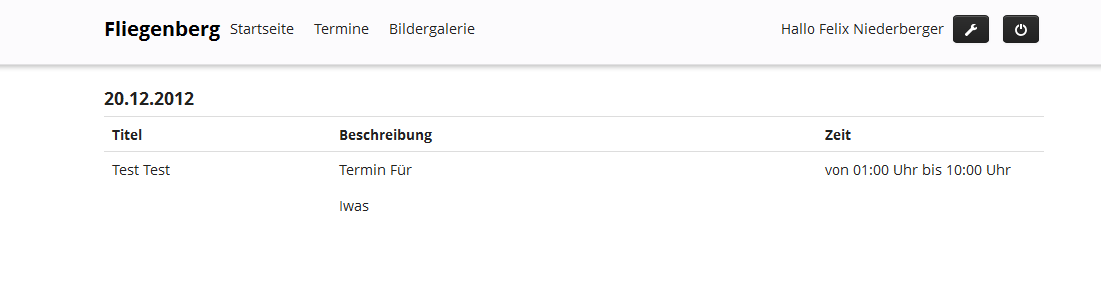 Fliegenberg Startseite Termine Bildergalerie Hallo Felix Niederberger
20.12.2012
Titel Beschreibung Zeit
Test Test Termin Für von 01:00 Uhr bis 10:00 Uhr
Iwas